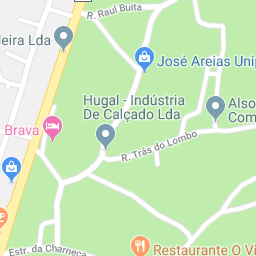 R. Raul Buita
eira Lda
José Areias Unip
Hugal - Indústria
De Calçado Lda
Also
Com
Brava
R. Trás do Lombo
Estr. da Charneca
Restaurante O Vi